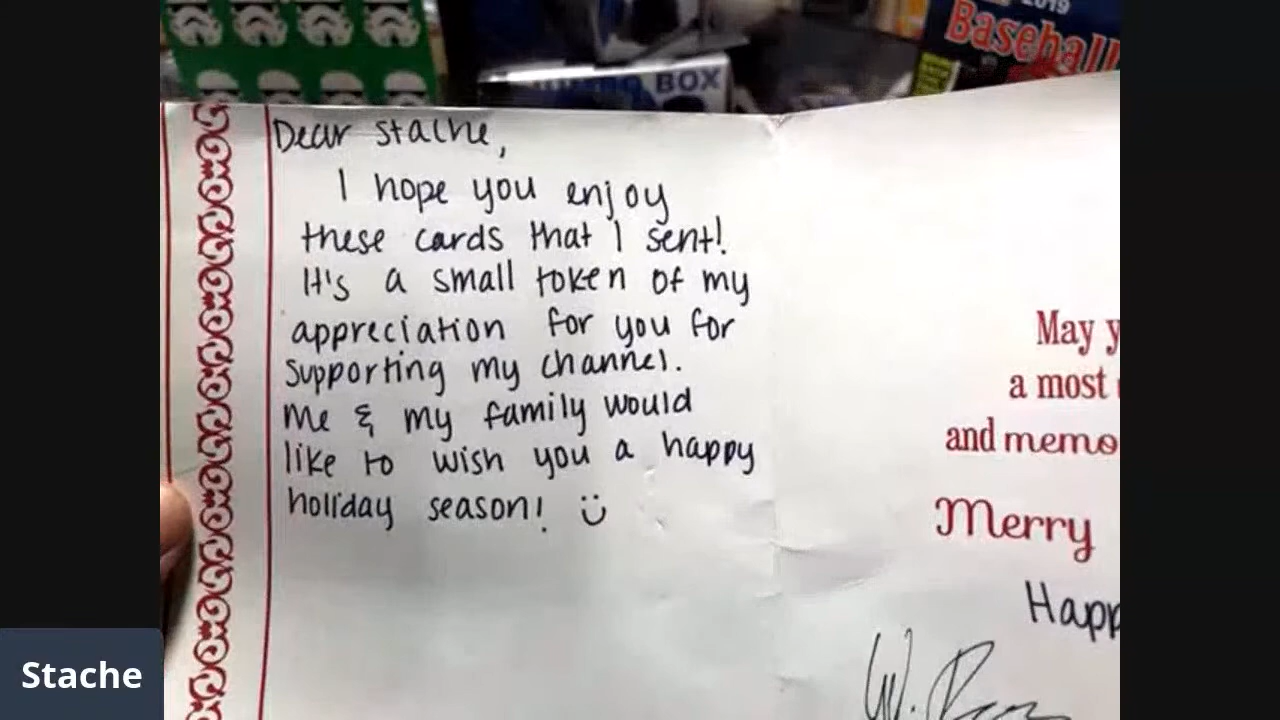 2019
Baseball
JUMBO BOX
Dear Stache,
I hope you enjoy
these cards that I sent!
It's a small token of my
appreciation for you for
supporting my channel.
Me & my family would
like to wish you a happy
holiday season! :)
May y
a most
and memo
Merry
Happ
W.
Stache